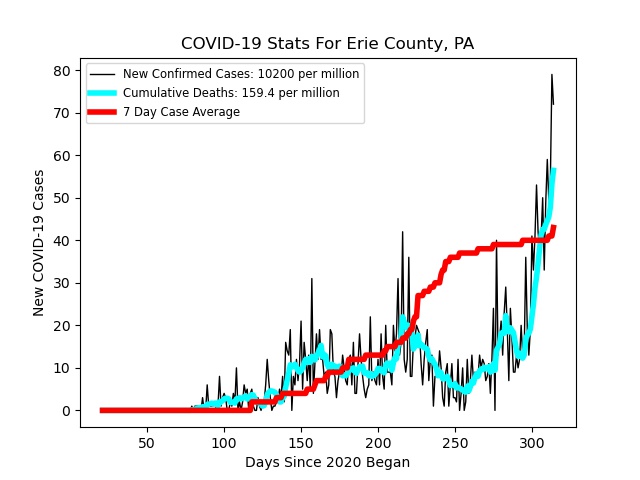 COVID-19 Stats For Erie County, PA
New Confirmed Cases: 10200 per million
Cumulative Deaths: 159.4 per million
7 Day Case Average
80
70
60
50
40
30
20
10
0
New COVID-19 Cases
50 100 150 200 250 300
Days Since 2020 Began